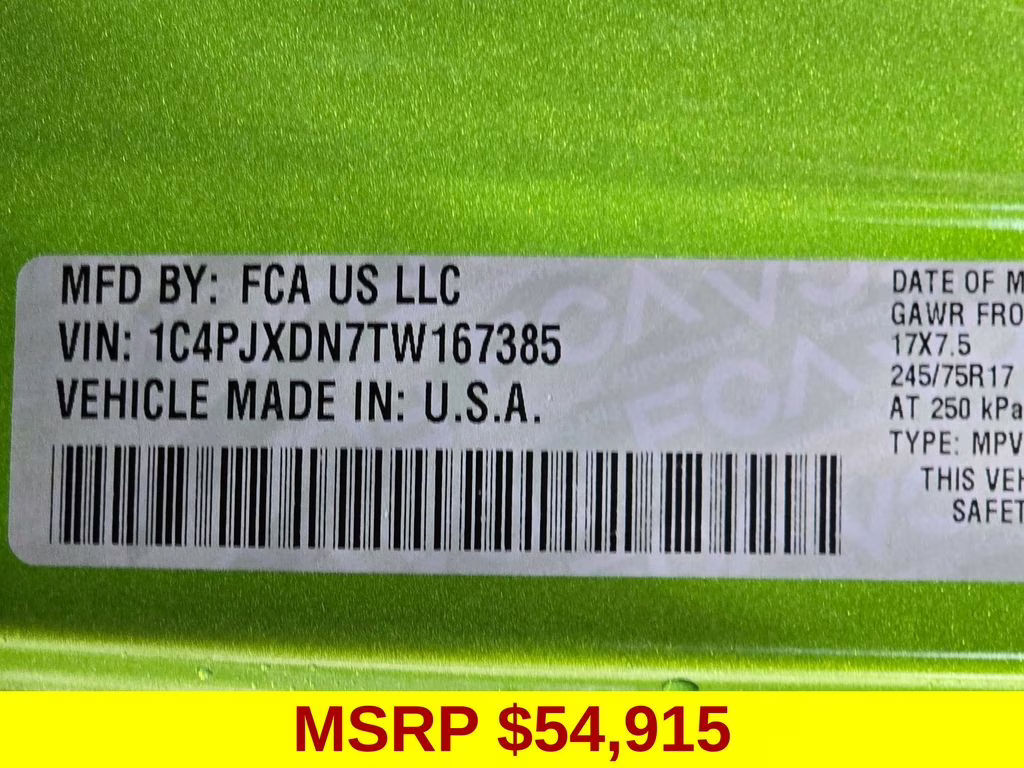 MFD BY: FCA US LLC
VIN: 1C4PJXDN7TW167385
VEHICLE MADE IN: U.S.A.
DATE OF M
GAWR FRO
17X7.5
245/75R17
AT 250 kPa
TYPE: MPV
THIS VEH
SAFET
MSRP $54,915